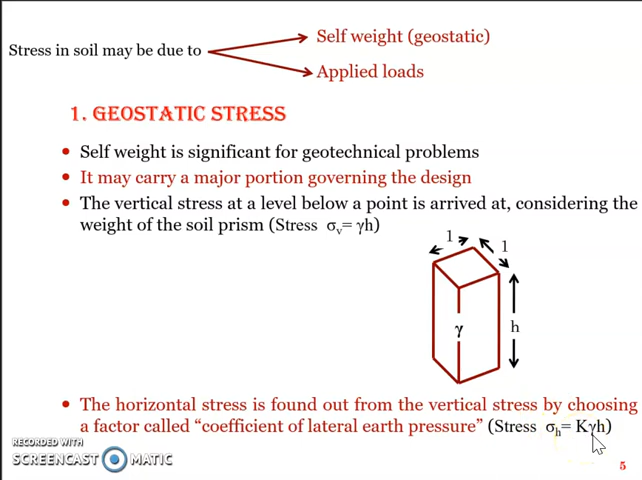 Self weight (geostatic)
Stress in soil may be due to
Applied loads
1. GEOSTATIC STRESS
• Self weight is significant for geotechnical problems
• It may carry a major portion governing the design
• The vertical stress at a level below a point is arrived at, considering the
weight of the soil prism (Stress σv= γh)
1
1
γ
h
• The horizontal stress is found out from the vertical stress by choosing
a factor called “coefficient of lateral earth pressure” (Stress σh= Kγh)
RECORDED WITH
SCREENCAST MATIC
5